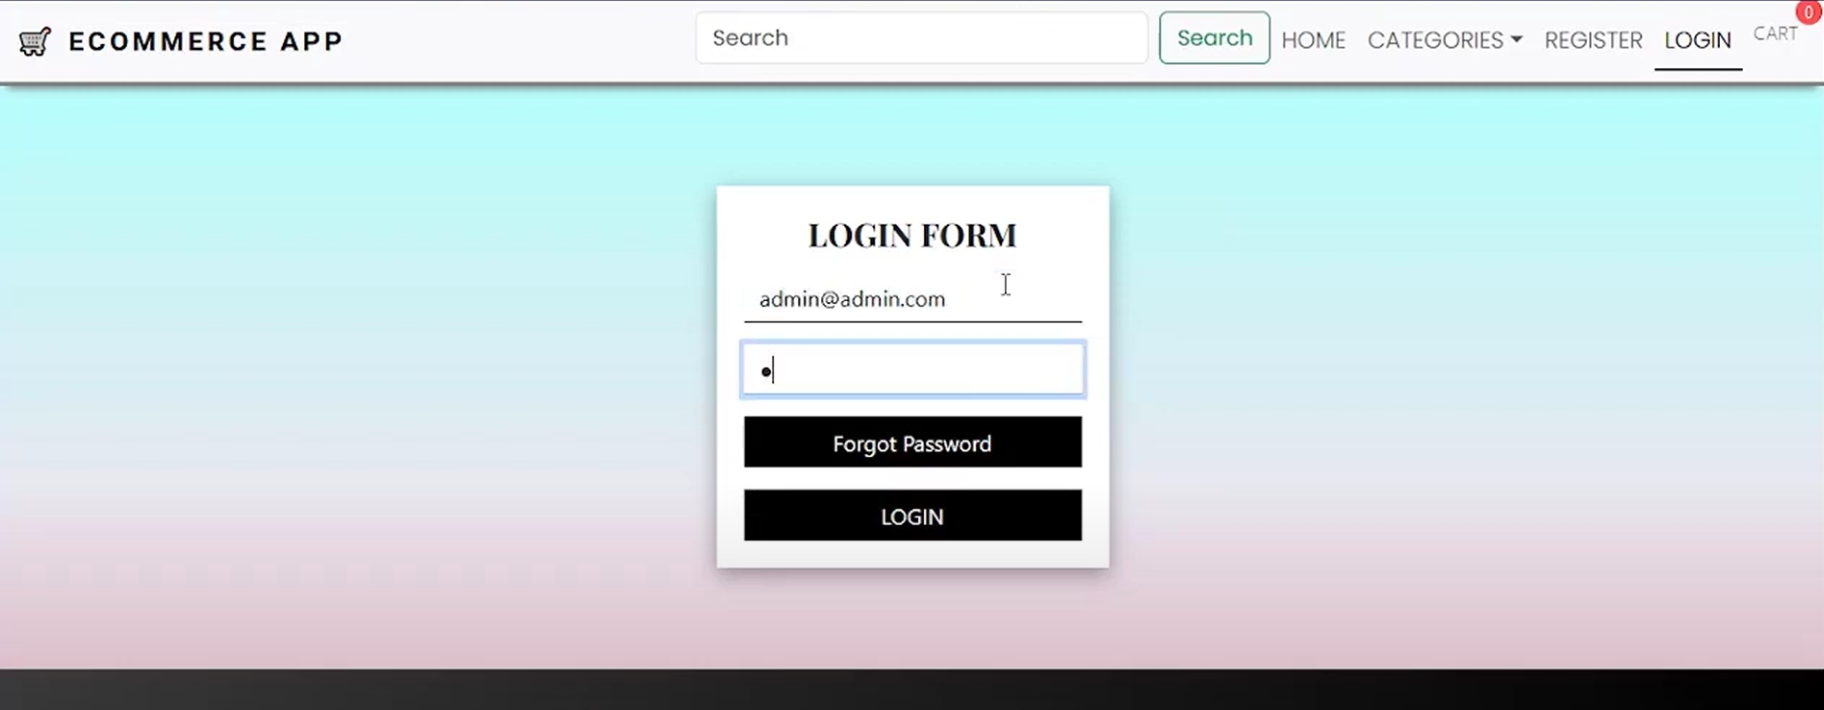 ECOMMERCE APP
Search
Search
HOME
CATEGORIES
REGISTER
LOGIN
CART
0
LOGIN FORM
admin@admin.com
Forgot Password
LOGIN